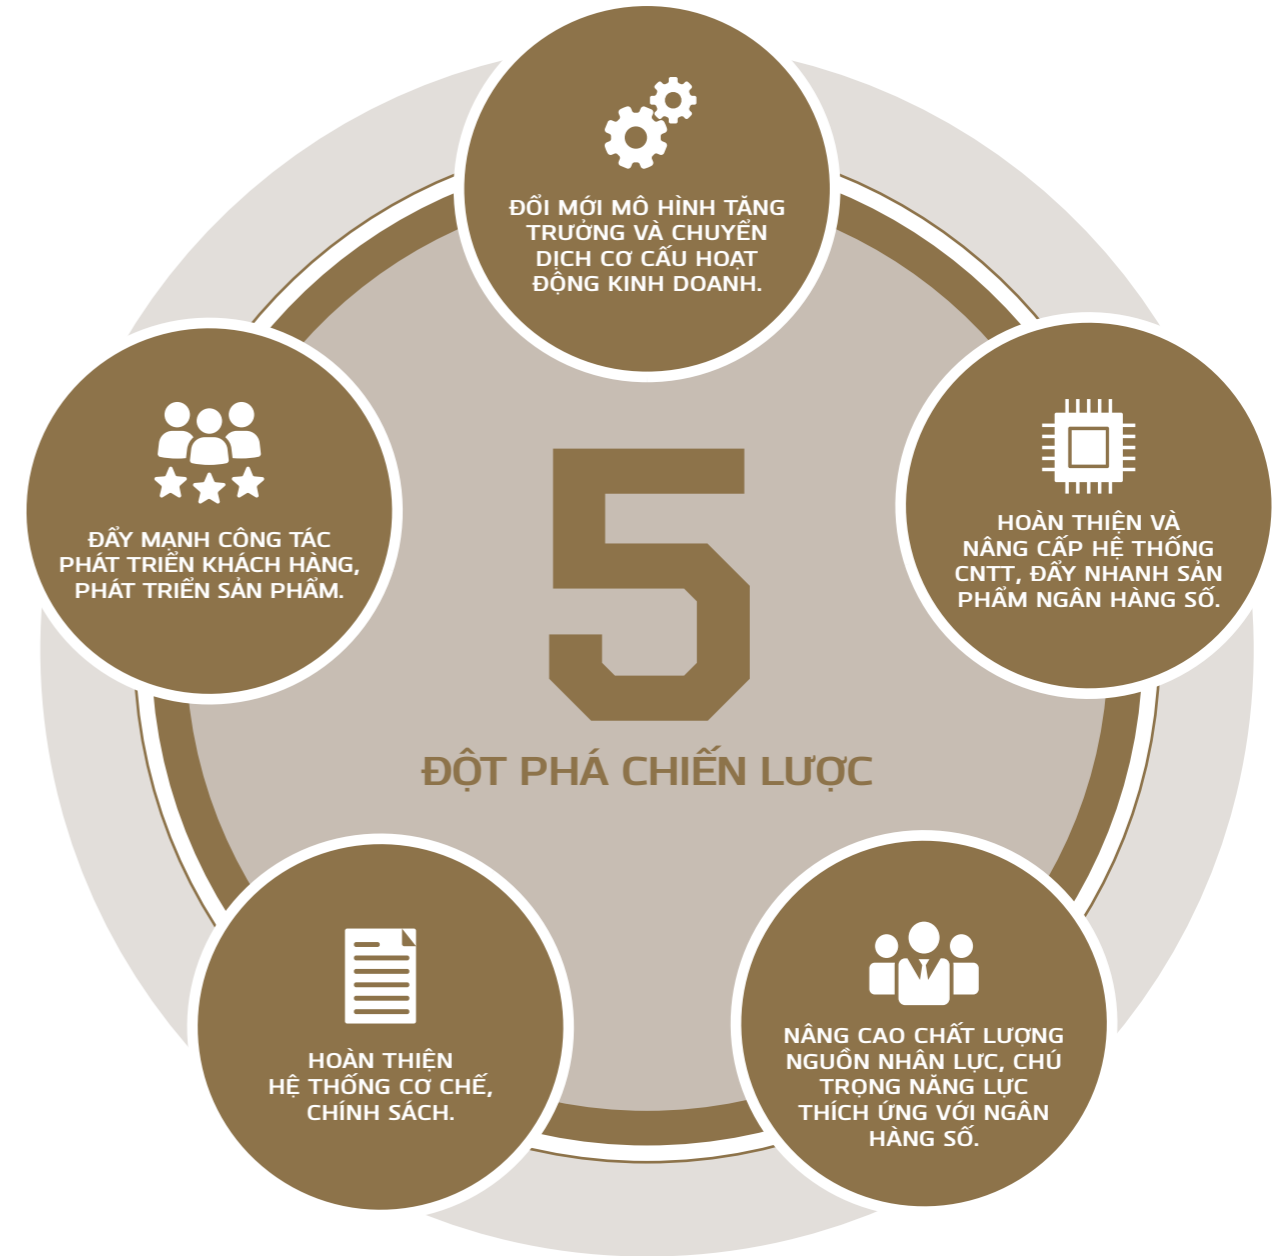 ĐỔI MỚI MÔ HÌNH TĂNG
TRƯỞNG VÀ CHUYỂN
DỊCH CƠ CẤU HOẠT
ĐỘNG KINH DOANH.
HOÀN THIỆN VÀ
NÂNG CẤP HỆ THỐNG
CNTT, ĐẨY NHANH SẢN
PHẨM NGÂN HÀNG SỐ.
NÂNG CAO CHẤT LƯỢNG
NGUỒN NHÂN LỰC, CHÚ
TRỌNG NĂNG LỰC
THÍCH ỨNG VỚI NGÂN
HÀNG SỐ.
HOÀN THIỆN
HỆ THỐNG CƠ CHẾ,
CHÍNH SÁCH.
ĐẨY MẠNH CÔNG TÁC
PHÁT TRIỂN KHÁCH HÀNG,
PHÁT TRIỂN SẢN PHẨM.
5
ĐỘT PHÁ CHIẾN LƯỢC